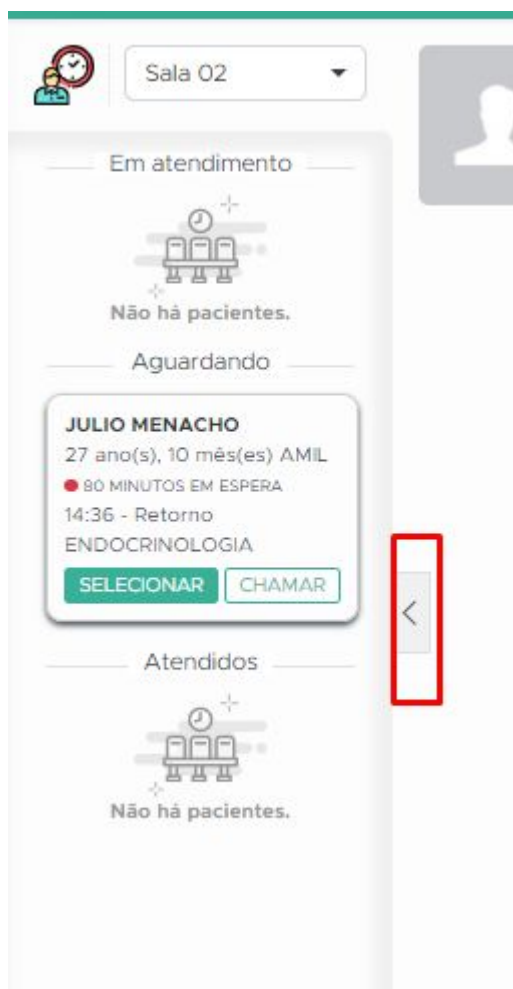 Sala 02
Em atendimento
Não há pacientes.
Aguardando
JULIO MENACHO
27 ano(s), 10 mês(es) AMIL
80 MINUTOS EM ESPERA
14:36 - Retorno
ENDOCRINOLOGIA
SELECIONAR CHAMAR
Atendidos
Não há pacientes.